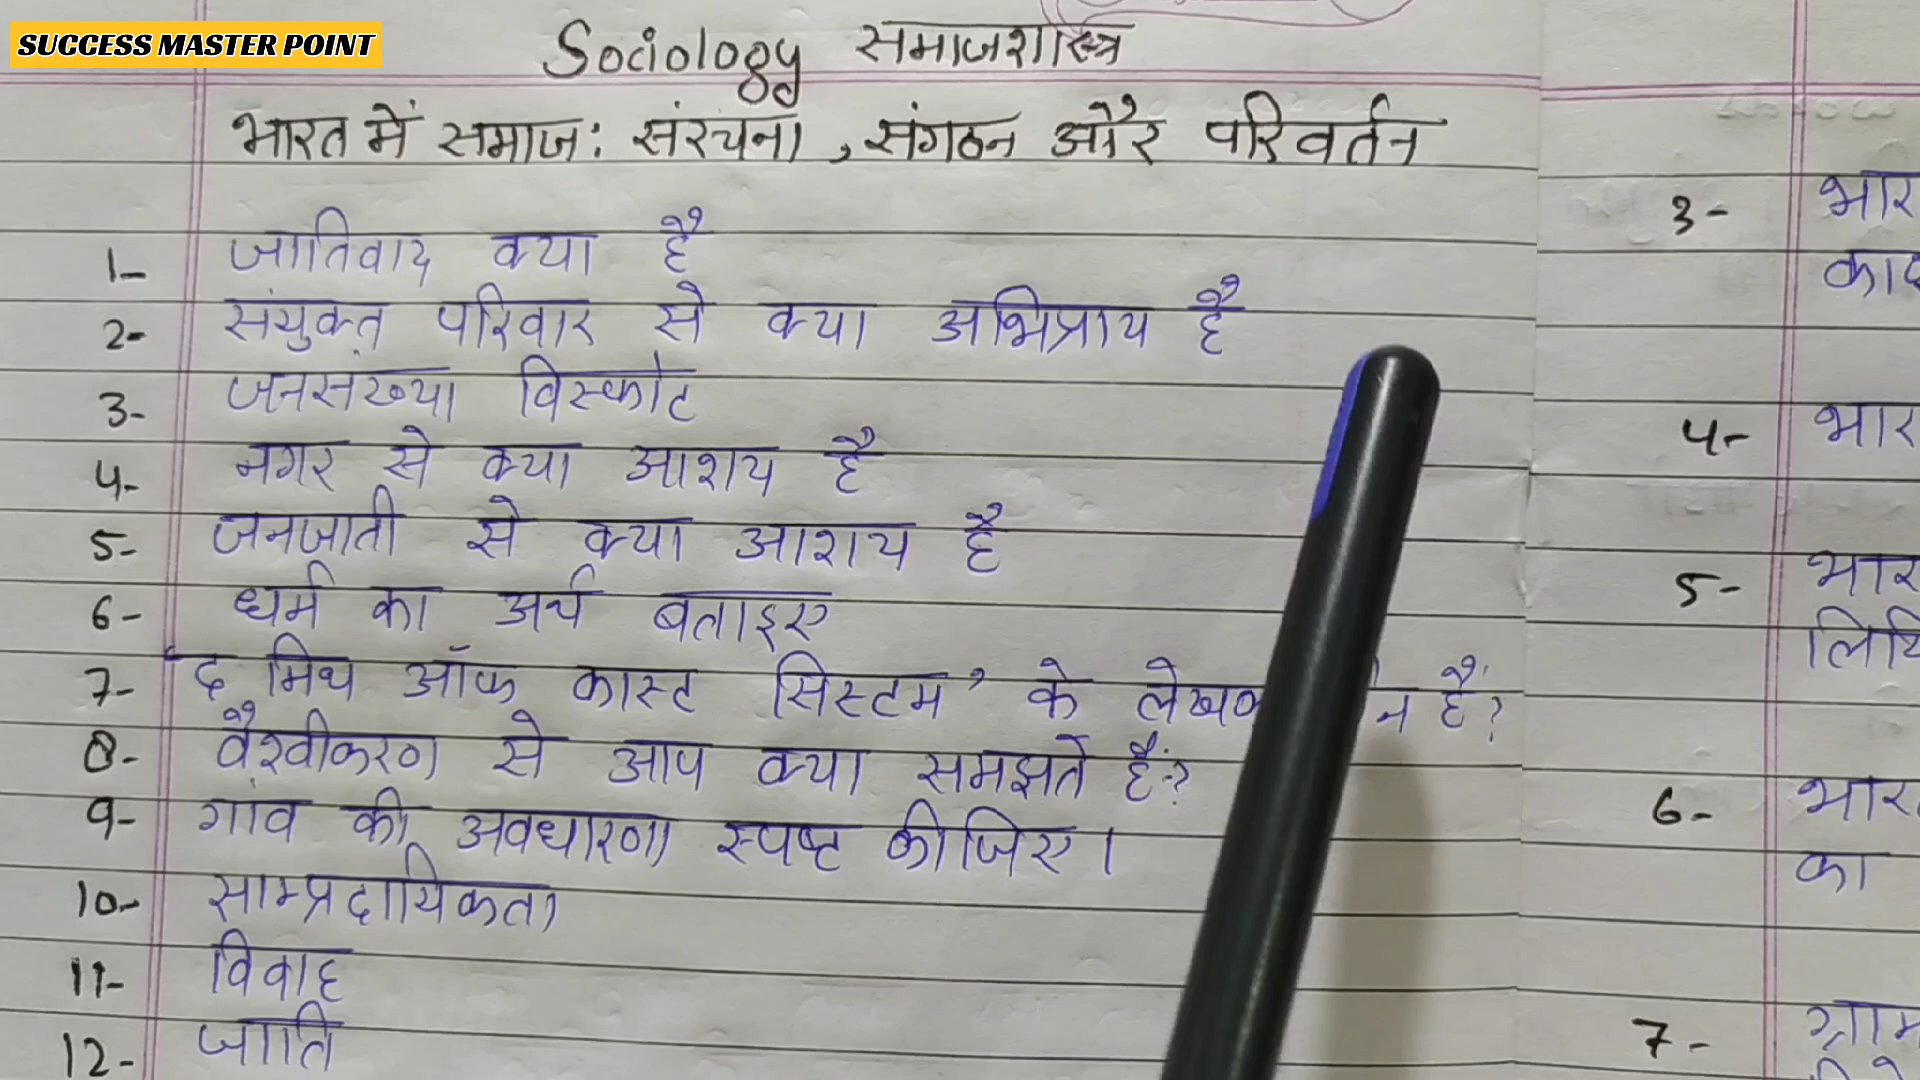 SUCCESS MASTER POINT
Sociology समाजशास्त्र
भारत में समाज: संरचना, संगठन और परिवर्तन
1- जातिवाद क्या है
2- संयुक्त परिवार से क्या अभिप्राय है
3- जनसंख्या विस्फोट
4- नगर से क्या आशय है
5- जनजाती से क्या आशय है
6- धर्म का अर्थ बताइए
7- 'द मिथ ऑफ कास्ट सिस्टम' के हैं?
8- वैश्वीकरण से आप क्या समझते हैं?
9- गांव की अवधारणा स्पष्ट कीजिए।
10- साम्प्रदायिकता
11- विवाह
12- जाति
3-
4-
5-
6-
का
7-